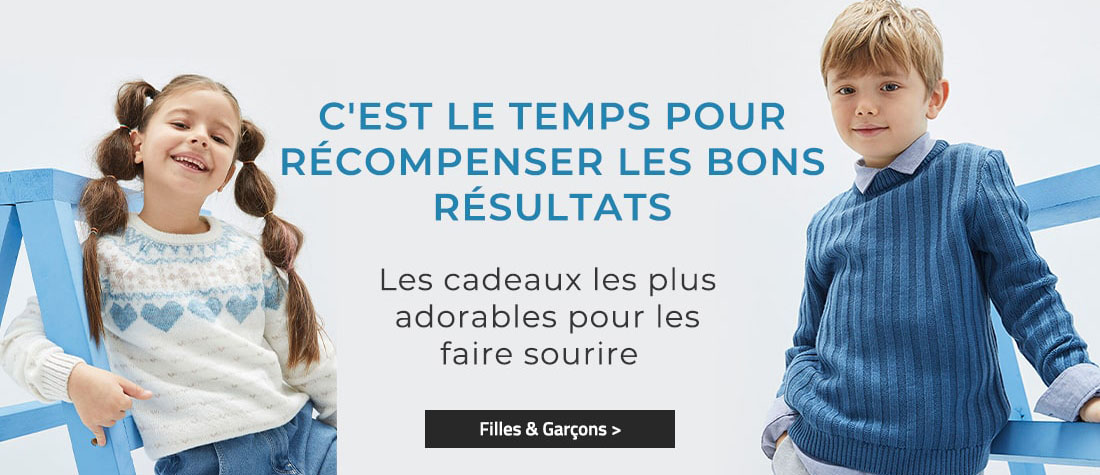 C'EST LE TEMPS POUR
RÉCOMPENSER LES BONS
RÉSULTATS
Les cadeaux les plus
adorables pour les
faire sourire
Filles & Garçons >